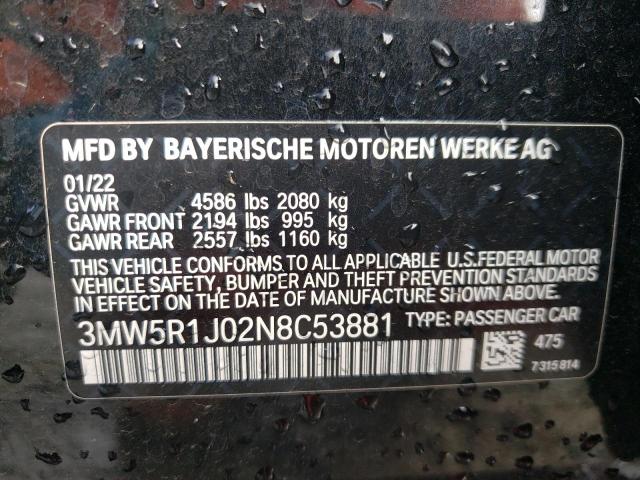 MFD BY BAYERISCHE MOTOREN WERKE AG
01/22
GVWR 4586 lbs 2080 kg
GAWR FRONT 2194 lbs 995 kg
GAWR REAR 2557 lbs 1160 kg
THIS VEHICLE CONFORMS TO ALL APPLICABLE U.S.FEDERAL MOTOR
VEHICLE SAFETY, BUMPER AND THEFT PREVENTION STANDARDS
IN EFFECT ON THE DATE OF MANUFACTURE SHOWN ABOVE.
3MW5R1J02N8C53881 TYPE: PASSENGER CAR
475
7315814